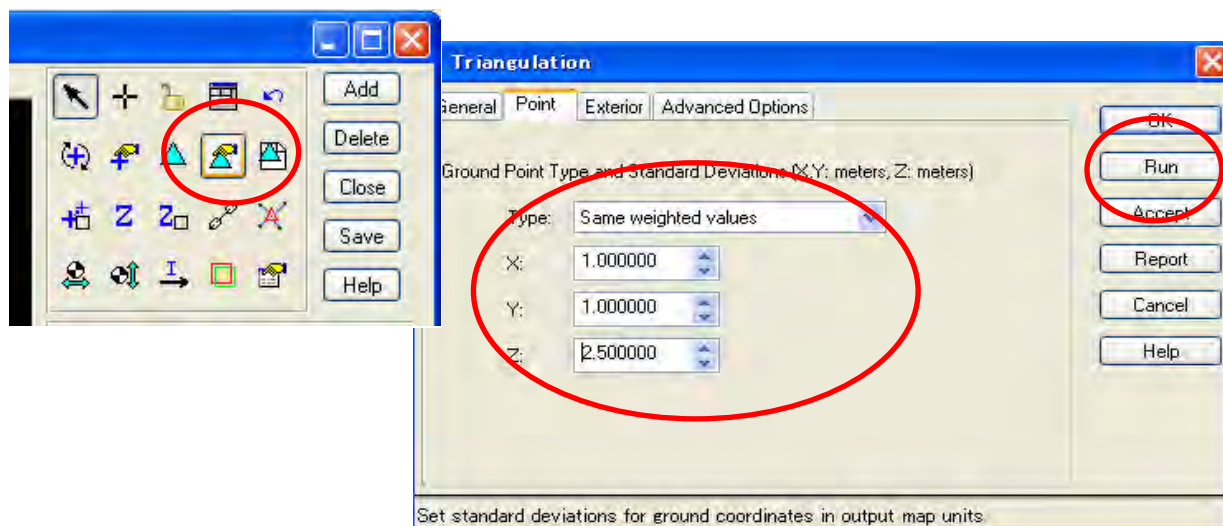 Add
Delete
Close
Save
Help
Z Z
I
Triangulation
General Point Exterior Advanced Options
Ground Point Type and Standard Deviations (X,Y: meters, Z: meters)
Type: Same weighted values
X: 1.000000
Y: 1.000000
Z: 2.500000
OK
Run
Accept
Report
Cancel
Help
Set standard deviations for ground coordinates in output map units.